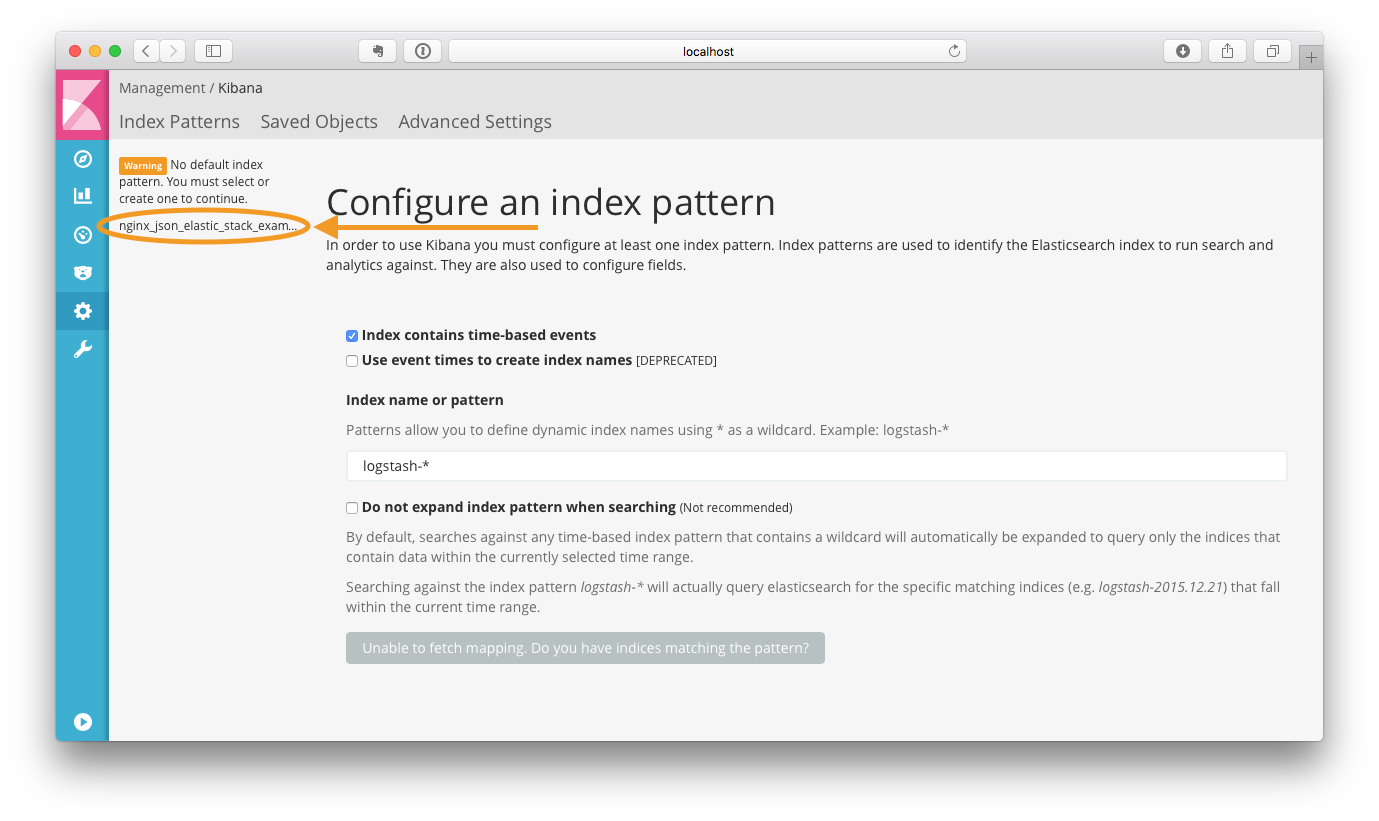 localhost
Management / Kibana
Index Patterns Saved Objects Advanced Settings
Warning No default index
pattern. You must select or
create one to continue.
nginx_json_elastic_stack_exam...
Configure an index pattern
In order to use Kibana you must configure at least one index pattern. Index patterns are used to identify the Elasticsearch index to run search and
analytics against. They are also used to configure fields.
Index contains time-based events
Use event times to create index names [DEPRECATED]
Index name or pattern
Patterns allow you to define dynamic index names using * as a wildcard. Example: logstash-*
logstash-*
Do not expand index pattern when searching (Not recommended)
By default, searches against any time-based index pattern that contains a wildcard will automatically be expanded to query only the indices that
contain data within the currently selected time range.
Searching against the index pattern logstash-* will actually query elasticsearch for the specific matching indices (e.g. logstash-2015.12.21) that fall
within the current time range.
Unable to fetch mapping. Do you have indices matching the pattern?